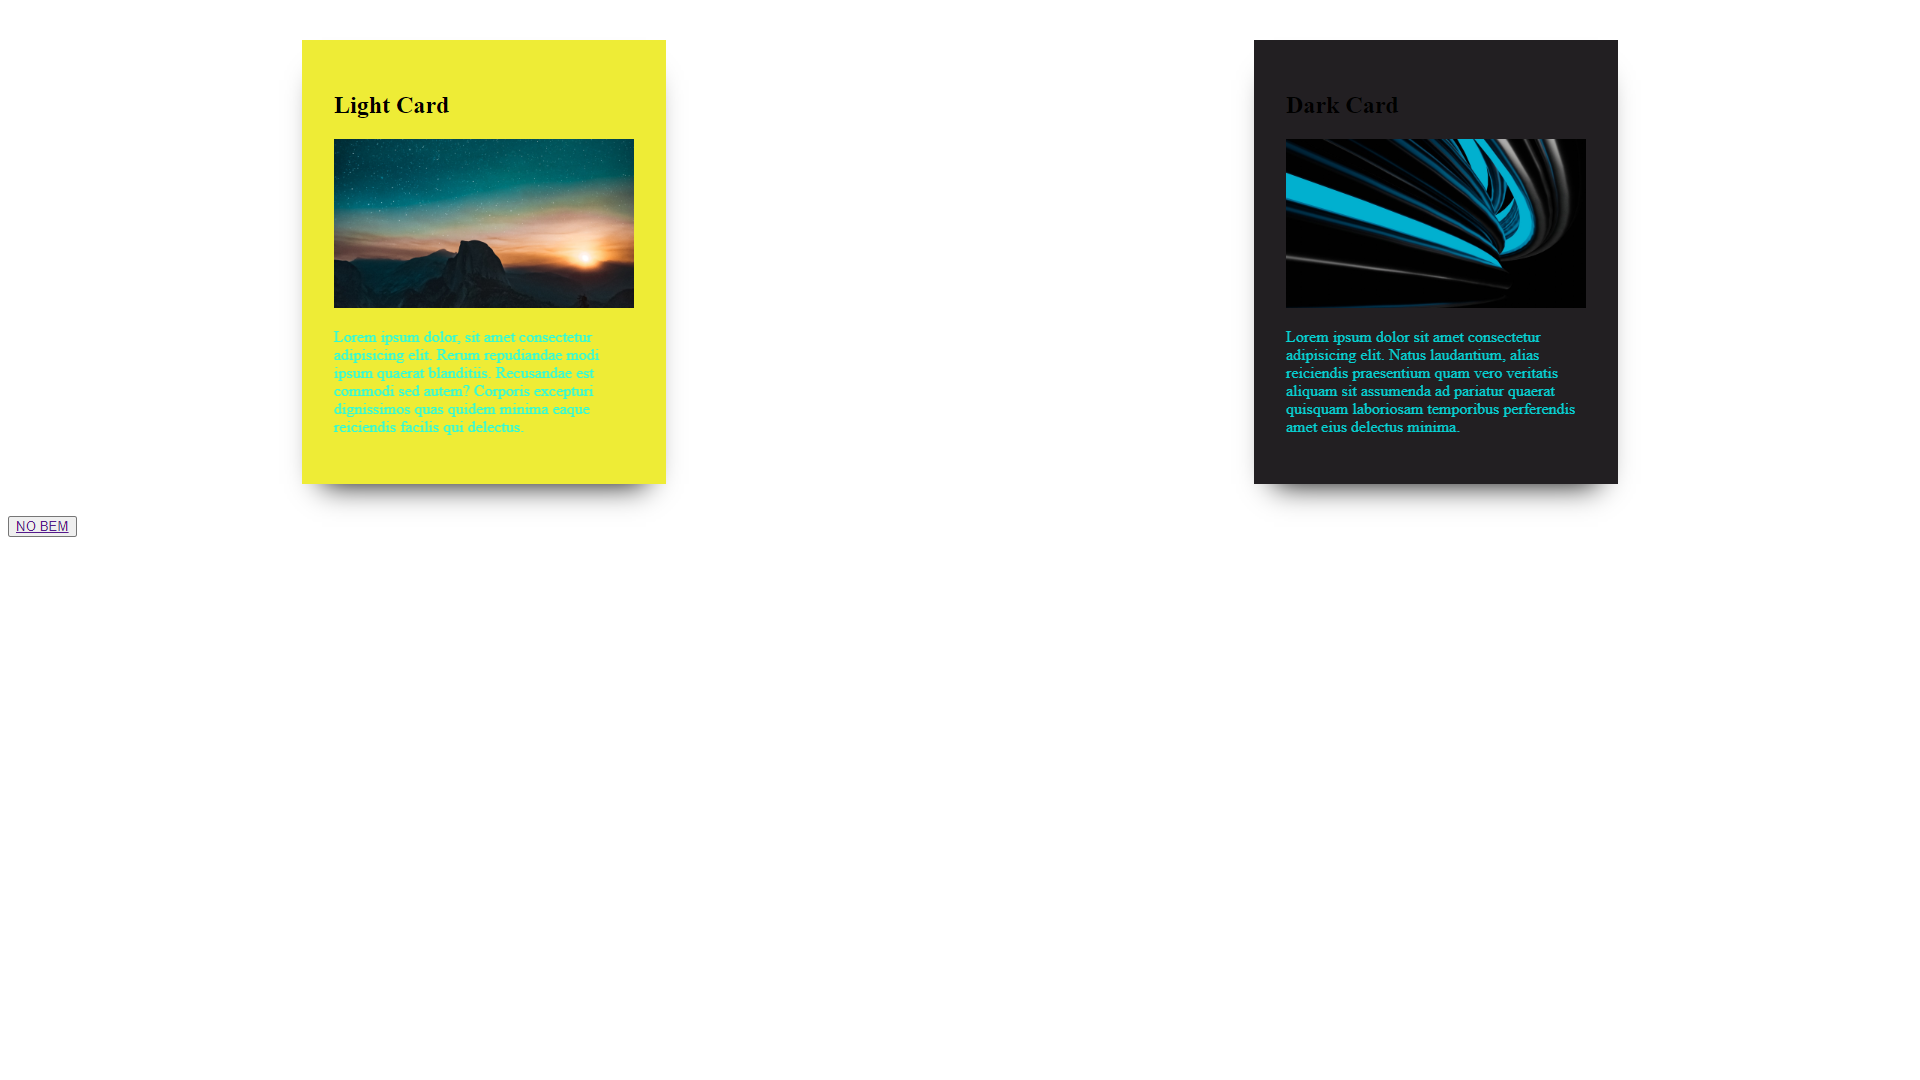 Light Card
Lorem ipsum dolor, sit amet consectetur
adipisicing elit. Rerum repudiandae modi
ipsum quaerat blanditiis. Recusandae est
commodi sed autem? Corporis excepturi
dignissimos quas quidem minima eaque
reiciendis facilis qui delectus.
Dark Card
Lorem ipsum dolor sit amet consectetur
adipisicing elit. Natus laudantium, alias
reiciendis praesentium quam vero veritatis
aliquam sit assumenda ad pariatur quaerat
quisquam laboriosam temporibus perferendis
amet eius delectus minima.
NO BEM